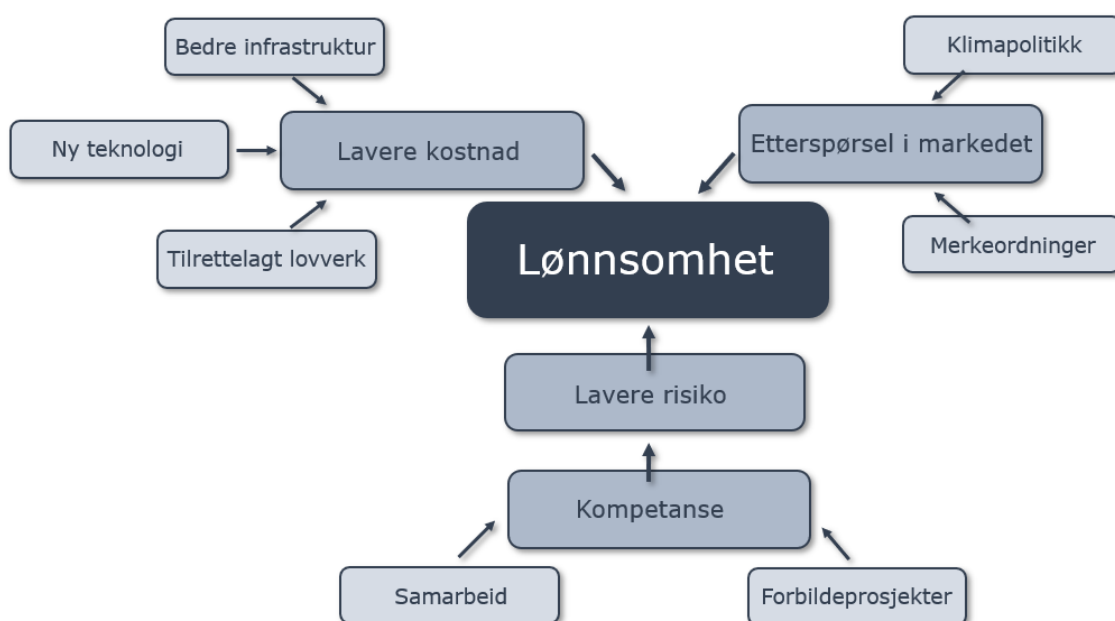 Bedre infrastruktur
Klimapolitikk
Ny teknologi
Lavere kostnad
Etterspørsel i markedet
Tilrettelagt lovverk
Merkeordninger
Lønnsomhet
Lavere risiko
Kompetanse
Samarbeid
Forbildeprosjekter